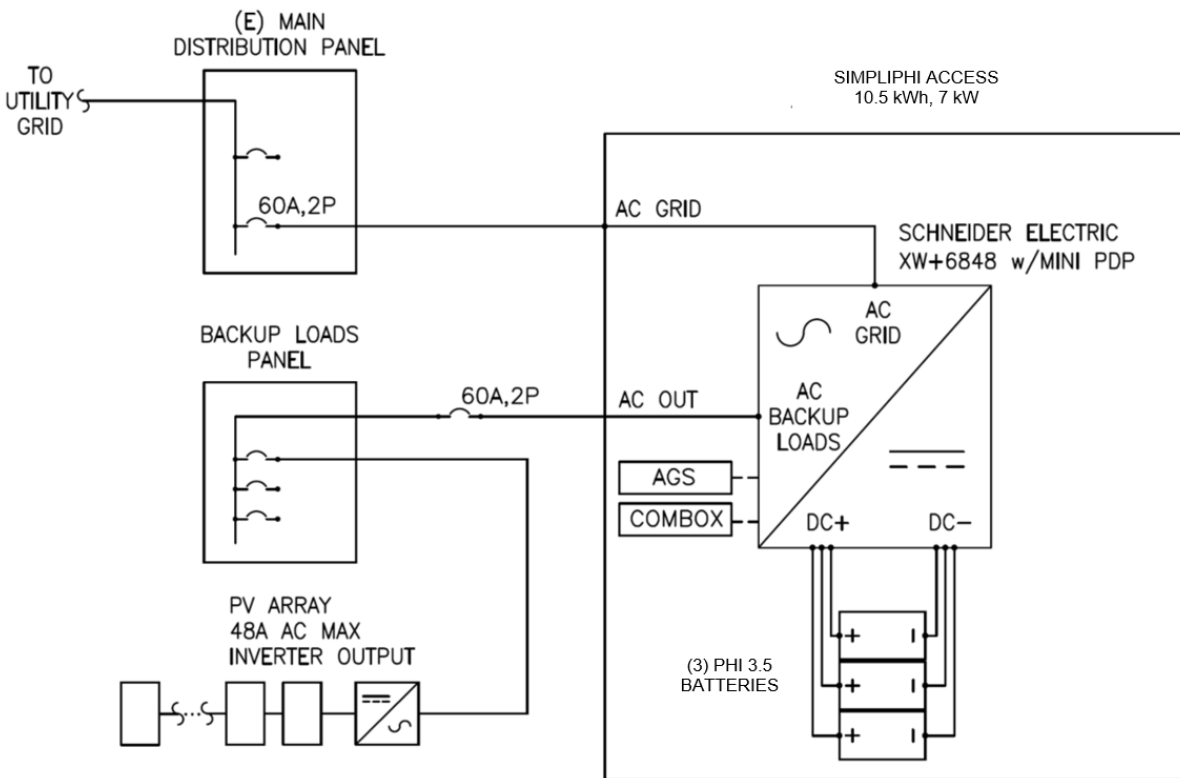 (E) MAIN
DISTRIBUTION PANEL
TO
UTILITY
GRID
SIMPLIPHI ACCESS
10.5 kWh, 7 kW
60A,2P
AC GRID
SCHNEIDER ELECTRIC
XW+6848 w/MINI PDP
AC
GRID
BACKUP LOADS
PANEL
60A,2P
AC OUT
AC
BACKUP
LOADS
AGS
COMBOX
DC+
DC-
PV ARRAY
48A AC MAX
INVERTER OUTPUT
(3) PHI 3.5
BATTERIES
+
+
+